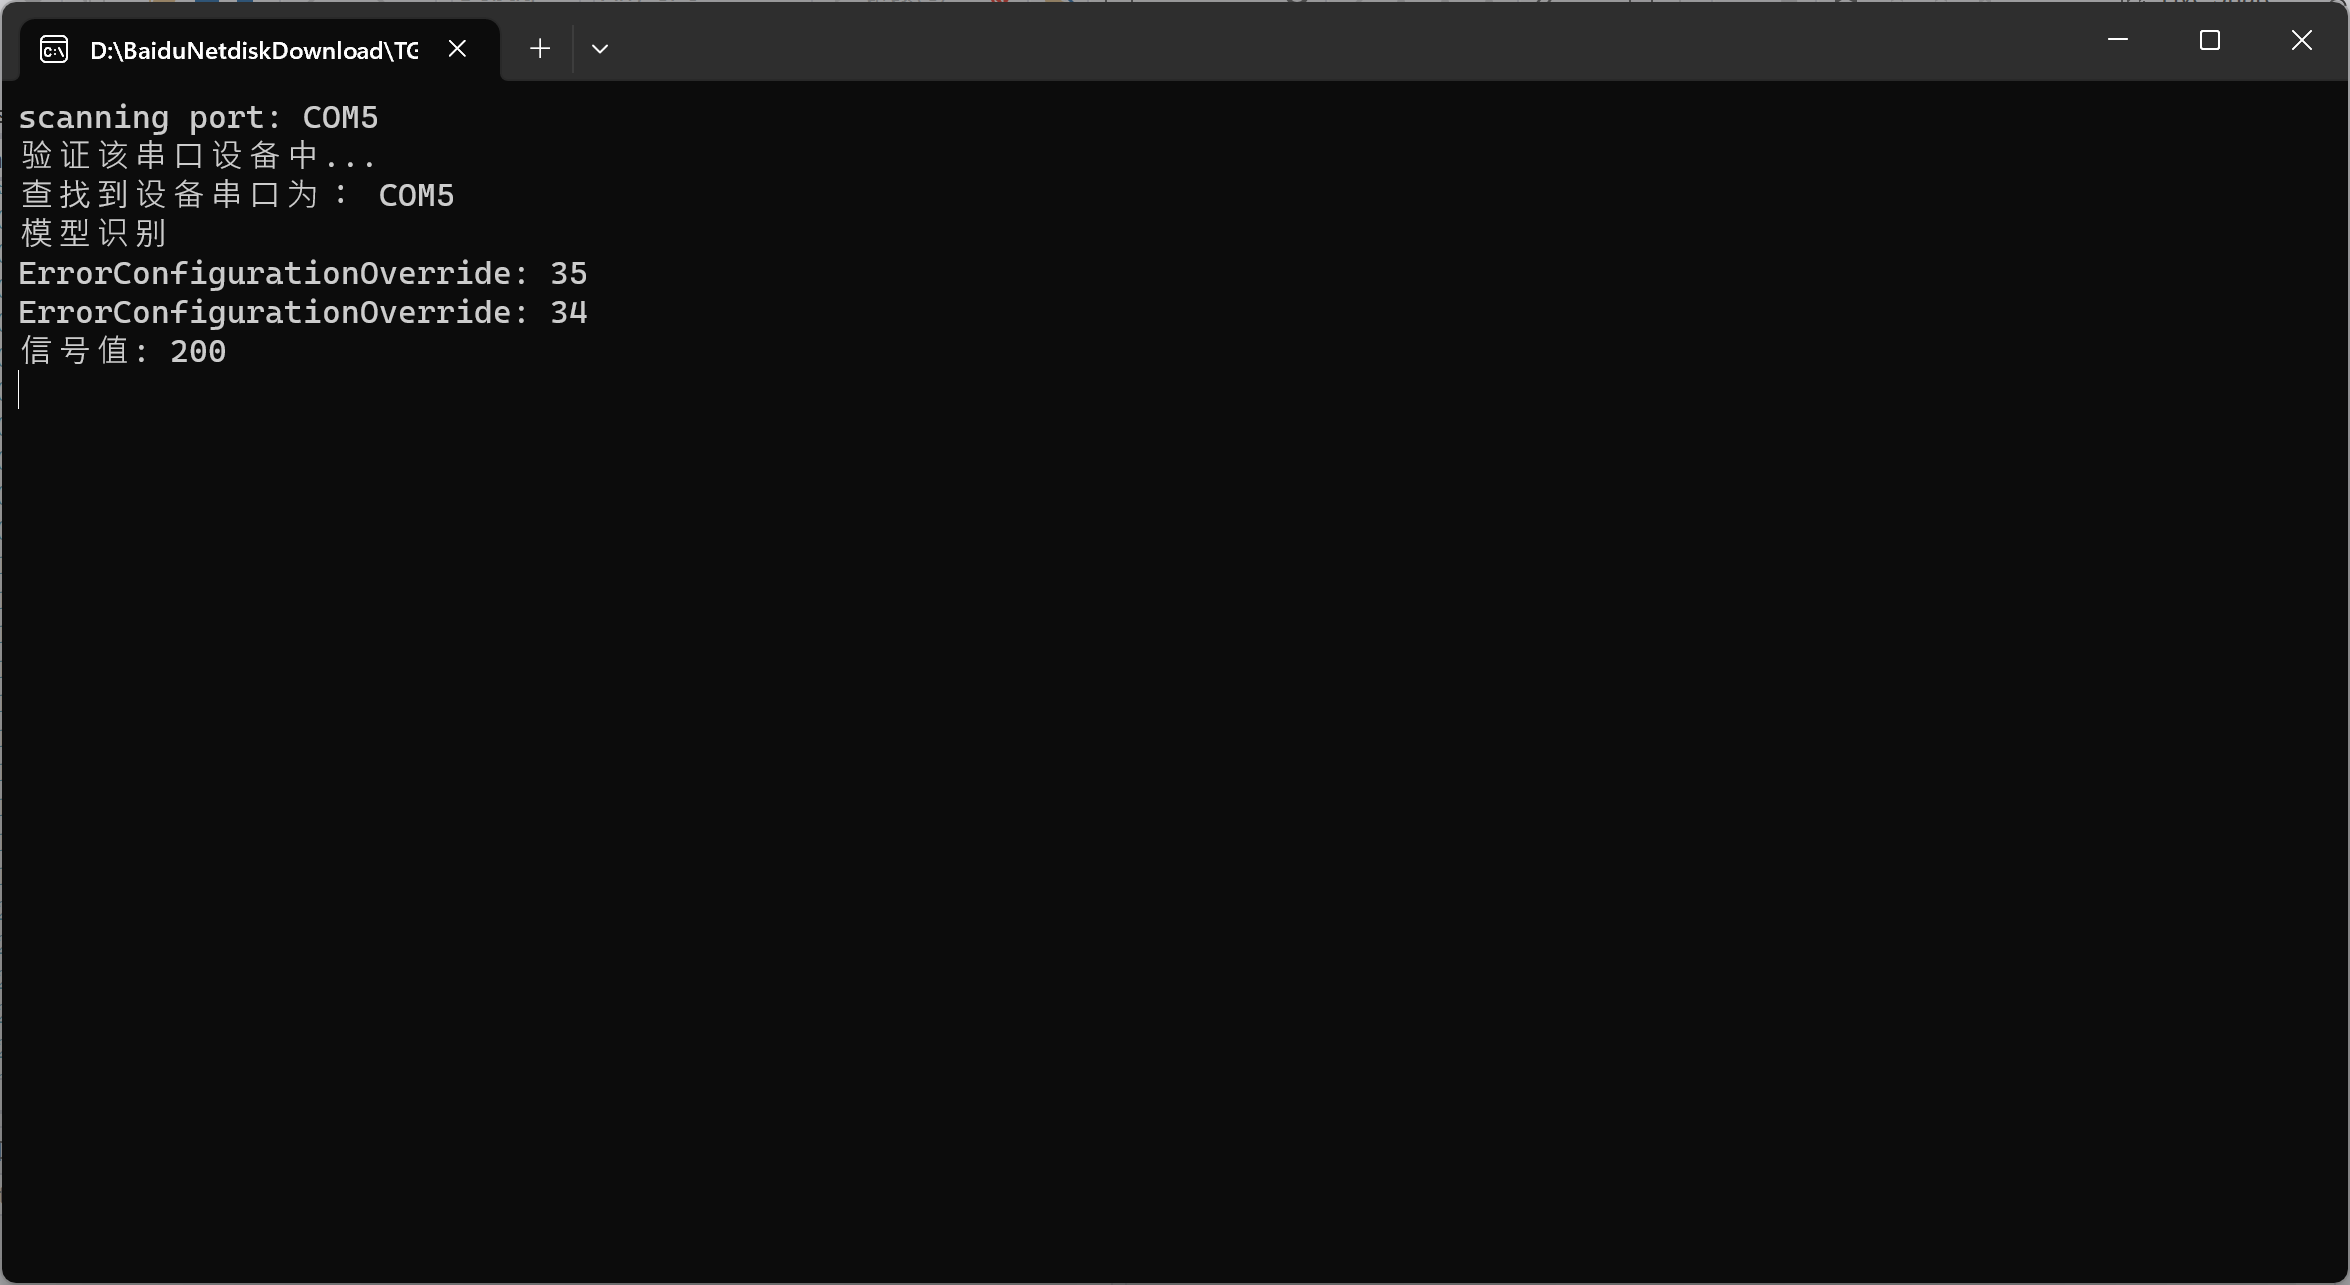 D:\BaiduNetdiskDownload\TG
scanning port: COM5
验证该串口设备中...
查找到设备串口为： COM5
模型识别
ErrorConfigurationOverride: 35
ErrorConfigurationOverride: 34
信号值: 200